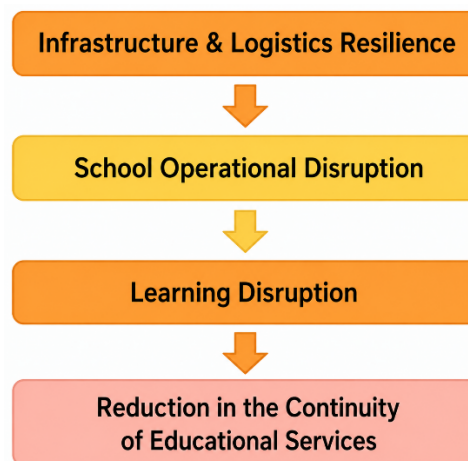 Infrastructure & Logistics Resilience
School Operational Disruption
Learning Disruption
Reduction in the Continuity
of Educational Services